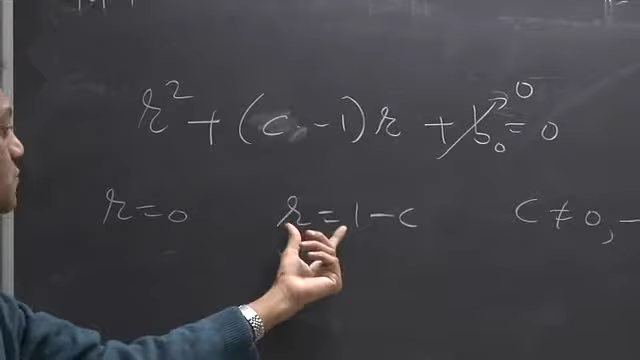 r² + (c - 1)r + b₀ = 0
r = 0 r = 1 - c c ≠ 0, -